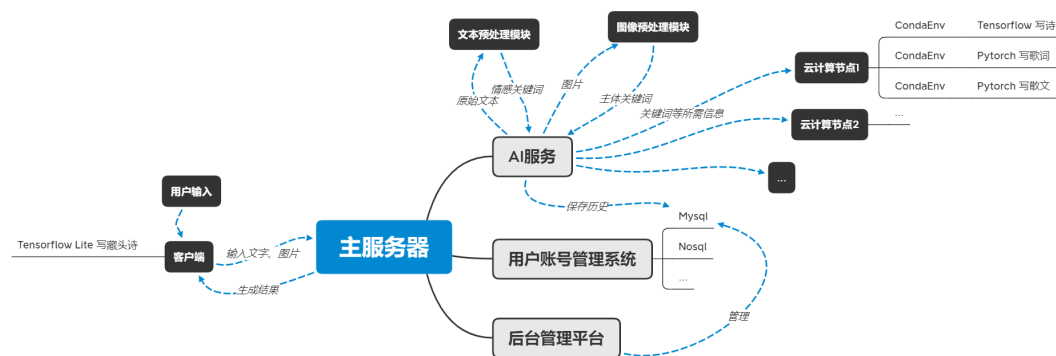 文本预处理模块
图像预处理模块
CondaEnv
Tensorflow 写诗
云计算节点1
CondaEnv
Pytorch 写歌词
CondaEnv
Pytorch 写散文
原始文本
情感关键词
图片
主体关键词
关键词等所需信息
云计算节点2
...
AI服务
...
保存历史
用户输入
Tensorflow Lite 写藏头诗
客户端
输入文字、图片
生成结果
主服务器
用户账号管理系统
Mysql
Nosql
...
后台管理平台
管理